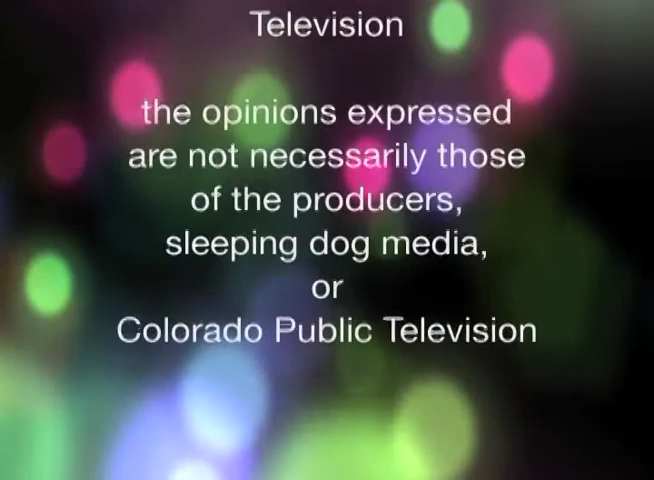 Television
the opinions expressed
are not necessarily those
of the producers,
sleeping dog media,
or
Colorado Public Television